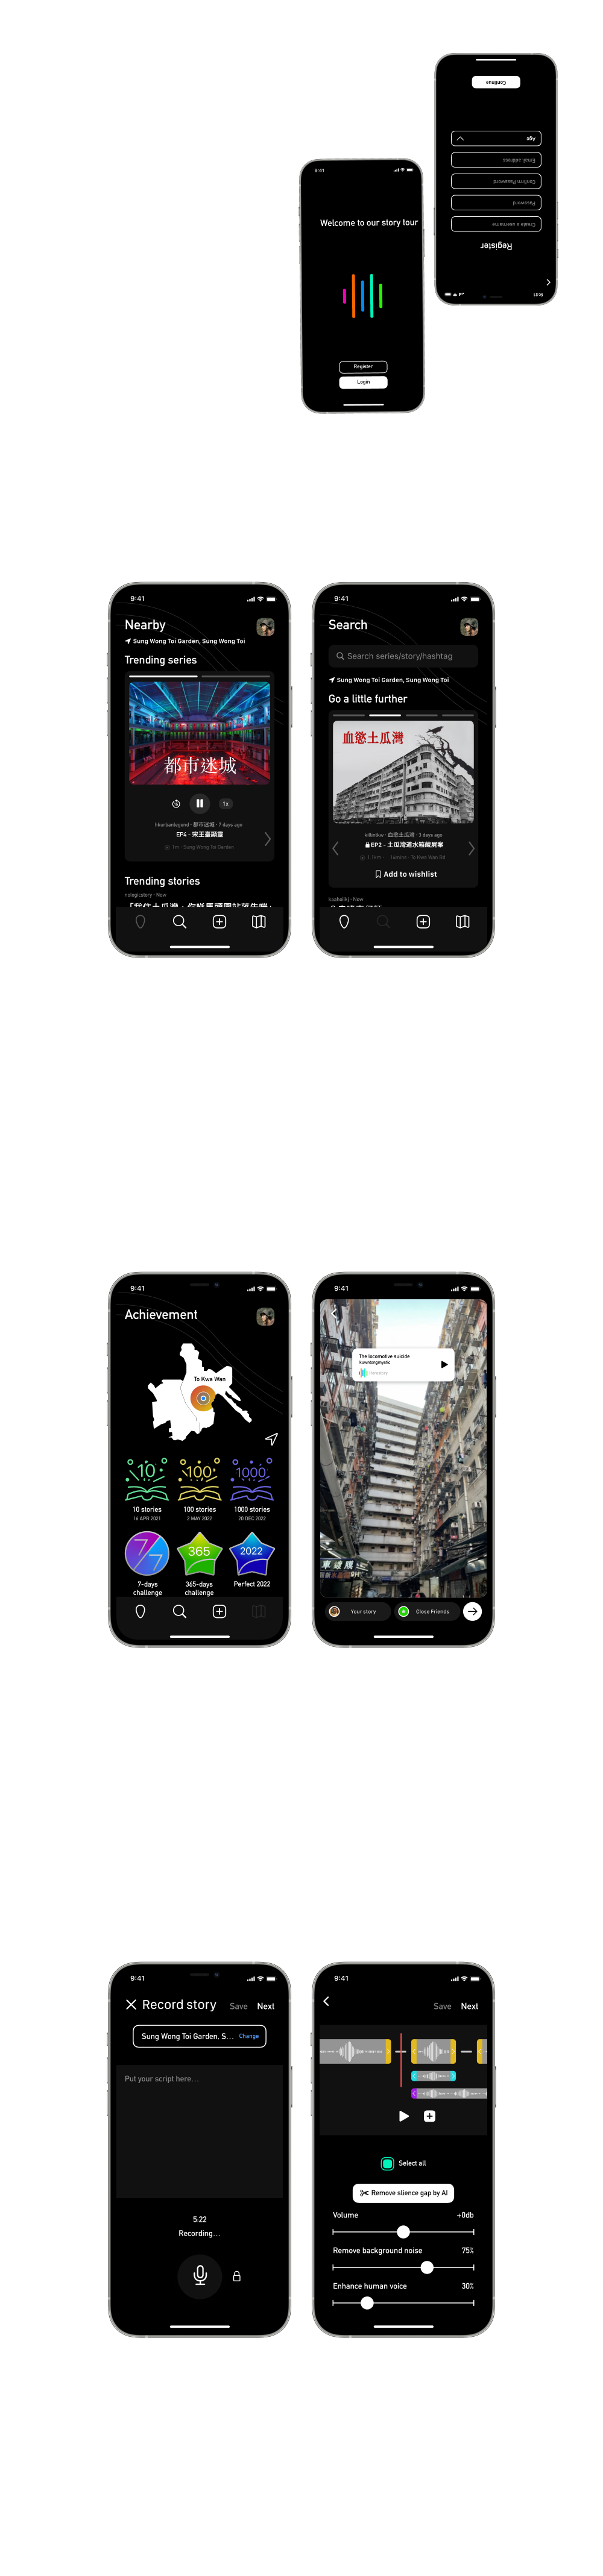 9:41
Welcome to our story tour
Register
Login
9:41
Register
Create a username
Password
Confirm Password
Email address
Age
Continue
9:41
Nearby
Sung Wong Toi Garden, Sung Wong Toi
Trending series
都市迷城
1x
hkurbanlegend · 都市迷城 · 7 days ago
EP4 - 宋王臺顯靈
1m · Sung Wong Toi Garden
Trending stories
nologicstory · Now
9:41
Search
Search series/story/hashtag
Sung Wong Toi Garden, Sung Wong Toi
Go a little further
血慾土瓜灣
killmkw · 血慾土瓜灣 · 3 days ago
EP2 - 土瓜灣道水箱藏屍案
1.1km · 14mins · To Kwa Wan Rd
Add to wishlist
· Now
9:41
Achievement
To Kwa Wan
10
100
1000
10 stories
100 stories
1000 stories
16 APR 2021
2 MAY 2022
20 DEC 2022
7
365
2022
7-days challenge
365-days challenge
Perfect 2022
9:41
The locomotive suicide
kuwntongmystic
Your story
Close Friends
9:41
Record story
Save
Next
Sung Wong Toi Garden, S...
Change
Put your script here...
5:22
Recording...
9:41
Save
Next
Select all
Remove slience gap by AI
Volume
+0db
Remove background noise
75%
Enhance human voice
30%